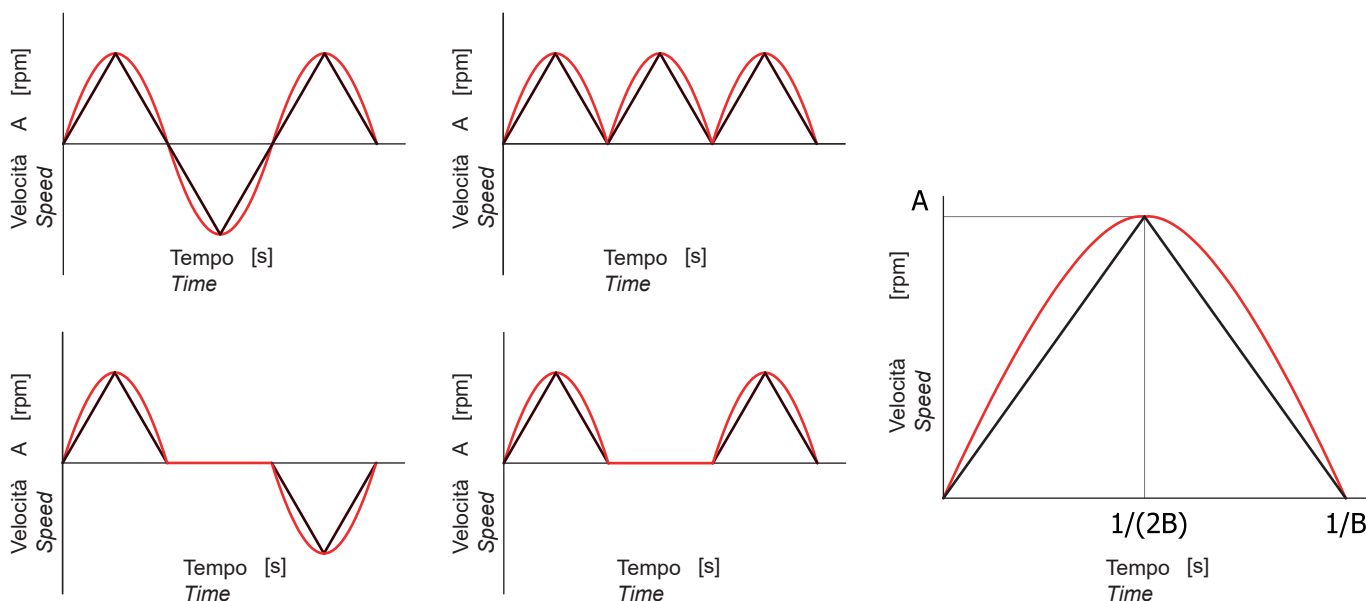 Velocità A [rpm]
Speed
Tempo [s]
Time
Velocità A [rpm]
Speed
Tempo [s]
Time
Velocità A [rpm]
Speed
Tempo [s]
Time
Velocità A [rpm]
Speed
Tempo [s]
Time
A
Velocità [rpm]
Speed
1/(2B) 1/B
Tempo [s]
Time